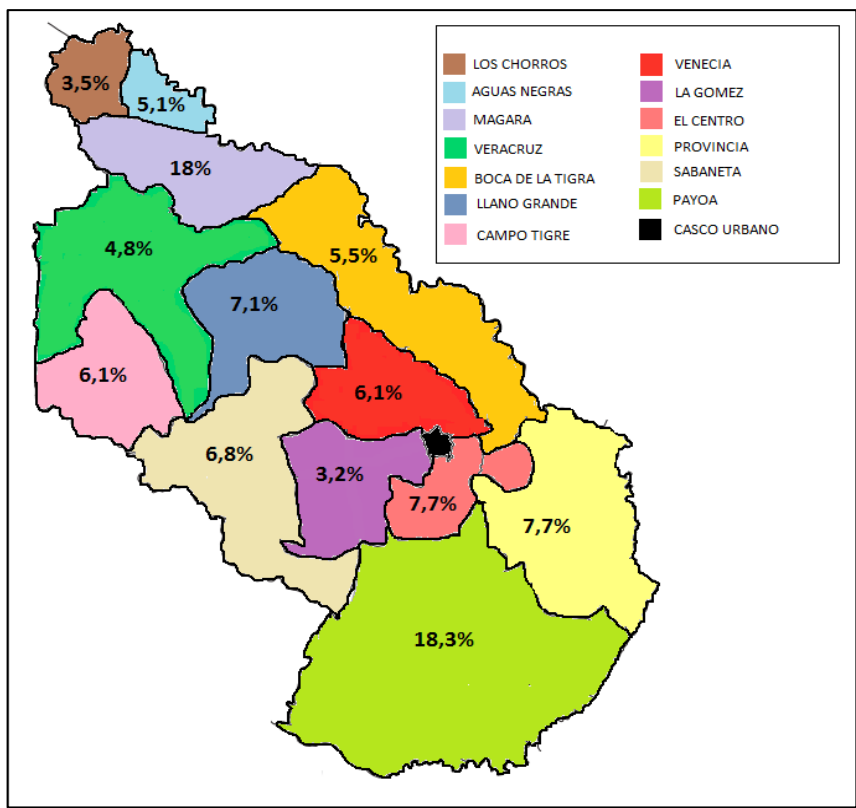 LOS CHORROS
AGUAS NEGRAS
MAGARA
VERACRUZ
BOCA DE LA TIGRA
LLANO GRANDE
CAMPO TIGRE
VENECIA
LA GOMEZ
EL CENTRO
PROVINCIA
SABANETA
PAYOA
CASCO URBANO
3,5%
5,1%
18%
4,8%
5,5%
7,1%
6,1%
6,1%
6,8%
3,2%
7,7%
7,7%
18,3%